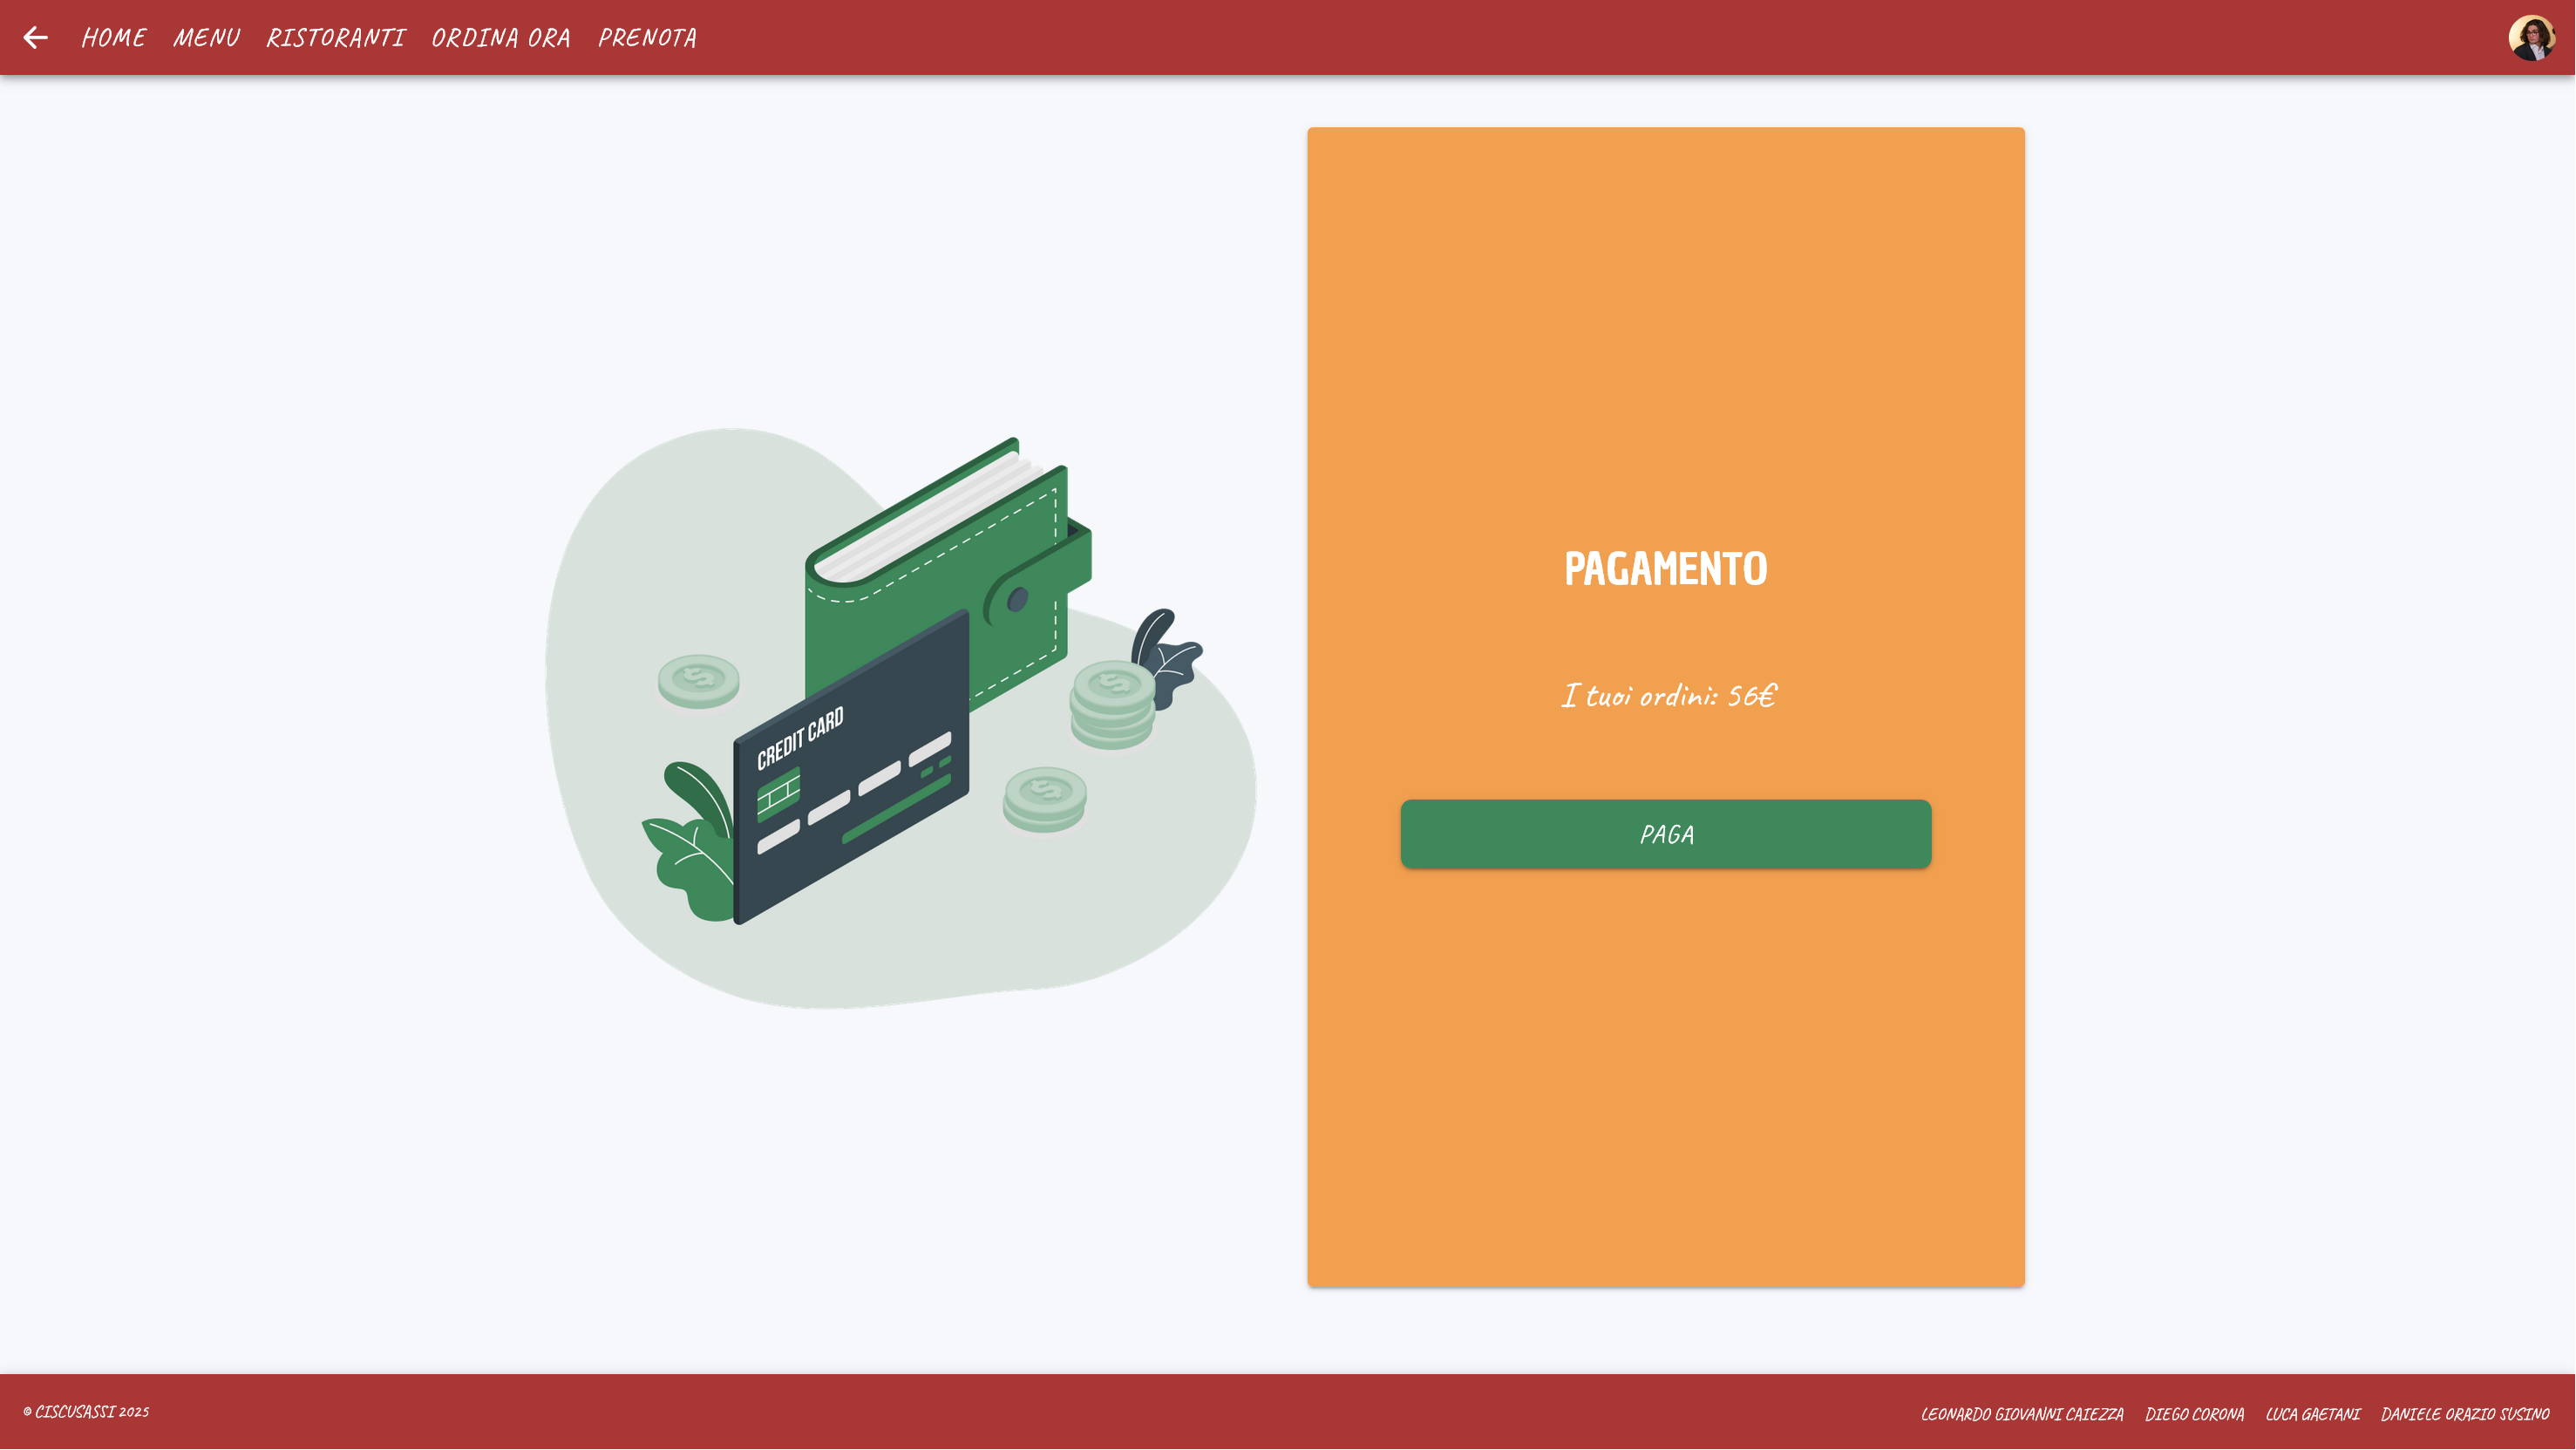 HOME MENU RISTORANTI ORDINA ORA PRENOTA
CREDIT CARD
PAGAMENTO
I tuoi ordini: 56€
PAGA
© CISCUSASSI 2025
LEONARDO GIOVANNI CAIEZZA DIEGO CORONA LUCA GAETANI DANIELE ORAZIO SUSINO